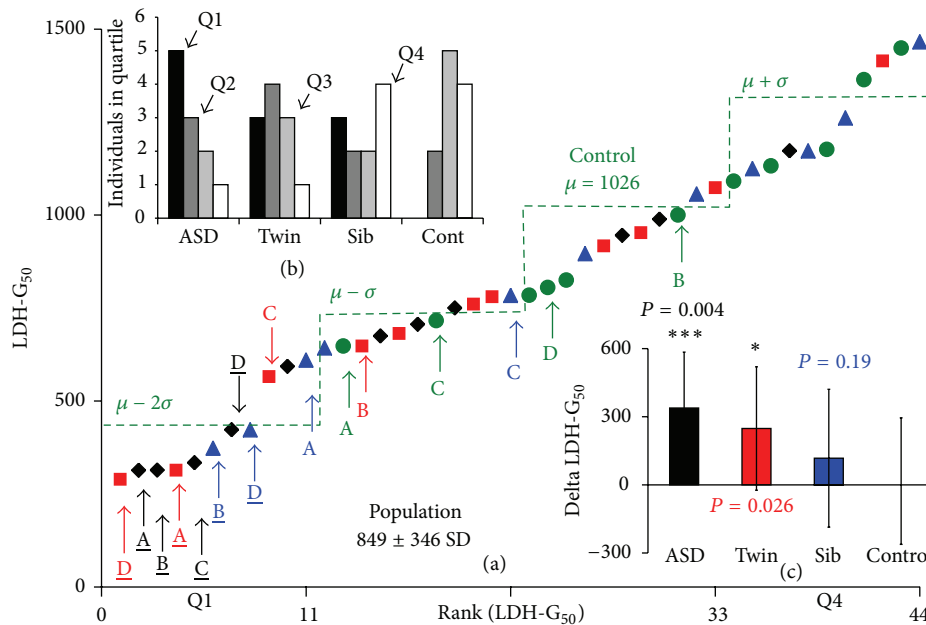 1500
1000
500
0
LDH-G50
6
5
4
3
2
1
0
Individuals in quartile
Q1
Q2
Q3
Q4
ASD Twin Sib Cont
(b)
μ + σ
Control
μ = 1026
μ − σ
μ − 2σ
C
D
A
A
B
C
C
D
B
D
A
B
A
C
B
D
Population
849 ± 346 SD
(a)
P = 0.004
***
*
P = 0.19
P = 0.026
600
300
0
−300
Delta LDH-G50
ASD Twin Sib Control
(c)
0 11 33 44
Q1 Rank (LDH-G50) Q4